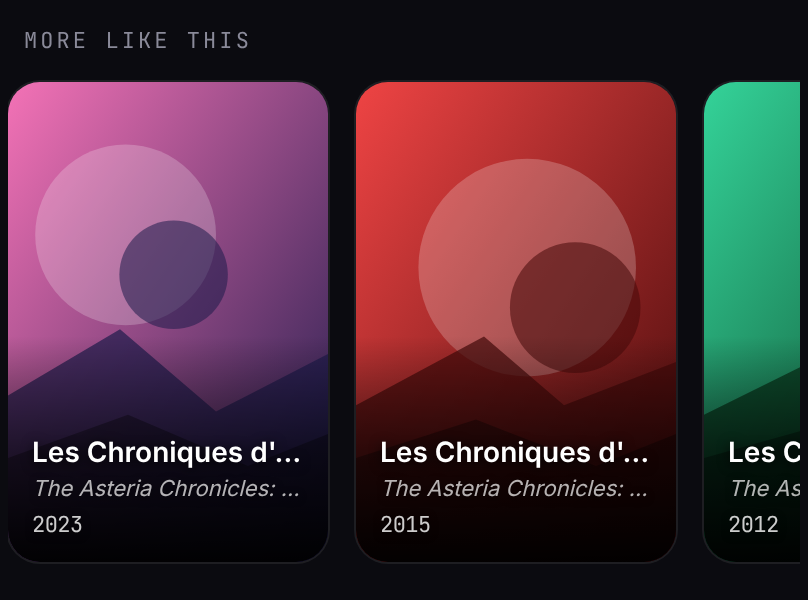 MORE LIKE THIS
Les Chroniques d'...
The Asteria Chronicles: ...
2023
Les Chroniques d'...
The Asteria Chronicles: ...
2015
Les C
The As
2012